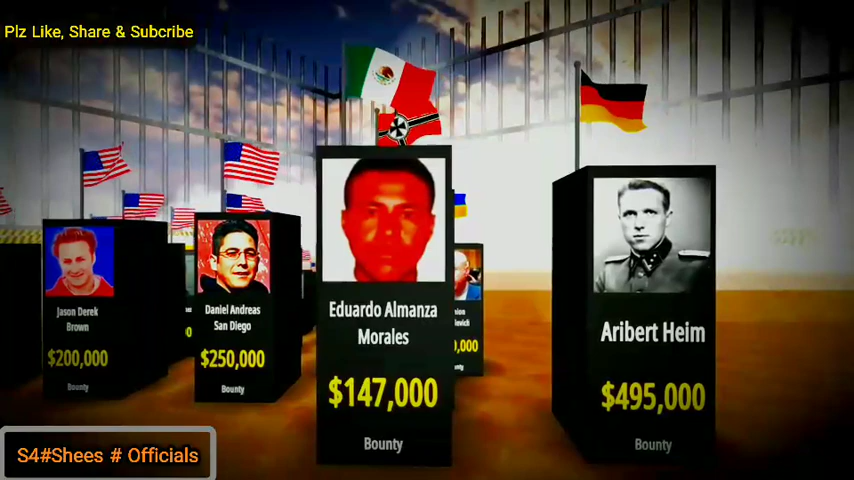 Plz Like, Share & Subcribe
Jason Derek
Brown
$200,000
Bounty
Daniel Andreas
San Diego
$250,000
Bounty
Eduardo Almanza
Morales
$147,000
Bounty
Aribert Heim
$495,000
Bounty
S4#Shees # Officials